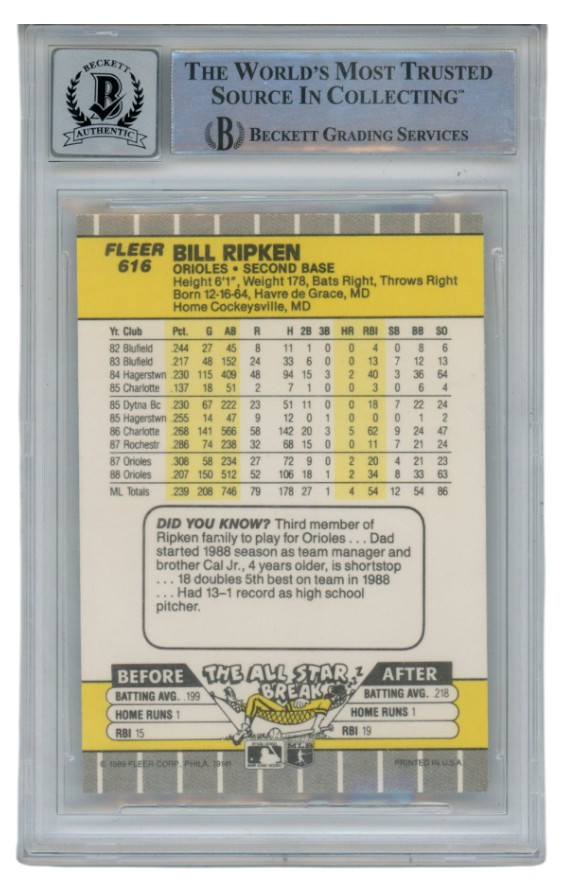 BECKETT
B
AUTHENTIC
THE WORLD'S MOST TRUSTED
SOURCE IN COLLECTING™
B BECKETT GRADING SERVICES
FLEER
616
BILL RIPKEN
ORIOLES • SECOND BASE
Height 6'1", Weight 178, Bats Right, Throws Right
Born 12-16-64, Havre de Grace, MD
Home Cockeysville, MD
Yr. Club Pct. G AB R H 2B 3B HR RBI SB BB SO
82 Blufield .244 27 45 8 11 1 0 0 4 0 8 6
83 Blufield .217 48 152 24 33 6 0 0 13 7 12 13
84 Hagerstwn .230 115 409 48 94 15 3 2 40 3 36 64
85 Charlotte .137 18 51 2 7 1 0 0 3 0 6 4
85 Dytna Bc .230 67 222 23 51 11 0 0 18 7 22 24
85 Hagerstwn .255 14 47 9 12 0 1 0 0 0 1 2
86 Charlotte .268 141 566 58 142 20 3 5 62 9 24 47
87 Rochestr .286 74 238 32 68 15 0 0 11 7 21 24
87 Orioles .308 58 234 27 72 9 0 2 20 4 21 23
88 Orioles .207 150 512 52 106 18 1 2 34 8 33 63
ML Totals .239 208 746 79 178 27 1 4 54 12 54 86
DID YOU KNOW? Third member of
Ripken family to play for Orioles . . . Dad
started 1988 season as team manager and
brother Cal Jr., 4 years older, is shortstop
. . . 18 doubles 5th best on team in 1988
. . . Had 13–1 record as high school
pitcher.
BEFORE THE ALL STAR BREAK AFTER
BATTING AVG. .199
HOME RUNS 1
RBI 15
BATTING AVG. .218
HOME RUNS 1
RBI 19
MLB
© 1989 FLEER CORP., PHILA. 19141
PRINTED IN U.S.A.